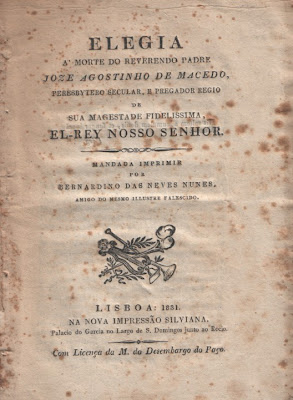 ELEGIA
A' MORTE DO REVERENDO PADRE
JOZE AGOSTINHO DE MACEDO,
PRESBYTERO SECULAR, E PREGADOR REGIO
DE
SUA MAGESTADE FIDELISSIMA,
EL-REY NOSSO SENHOR.
MANDADA IMPRIMIR
POR
BERNARDINO DAS NEVES NUNES,
AMIGO DO MESMO ILLUSTRE FALESCIDO.
LISBOA: 1831.
NA NOVA IMPRESSÃO SILVIANA,
Palacio do Garcia no Largo de S. Domingos junto ao Rocio.
Com Licença da M. do Desembargo do Paço.